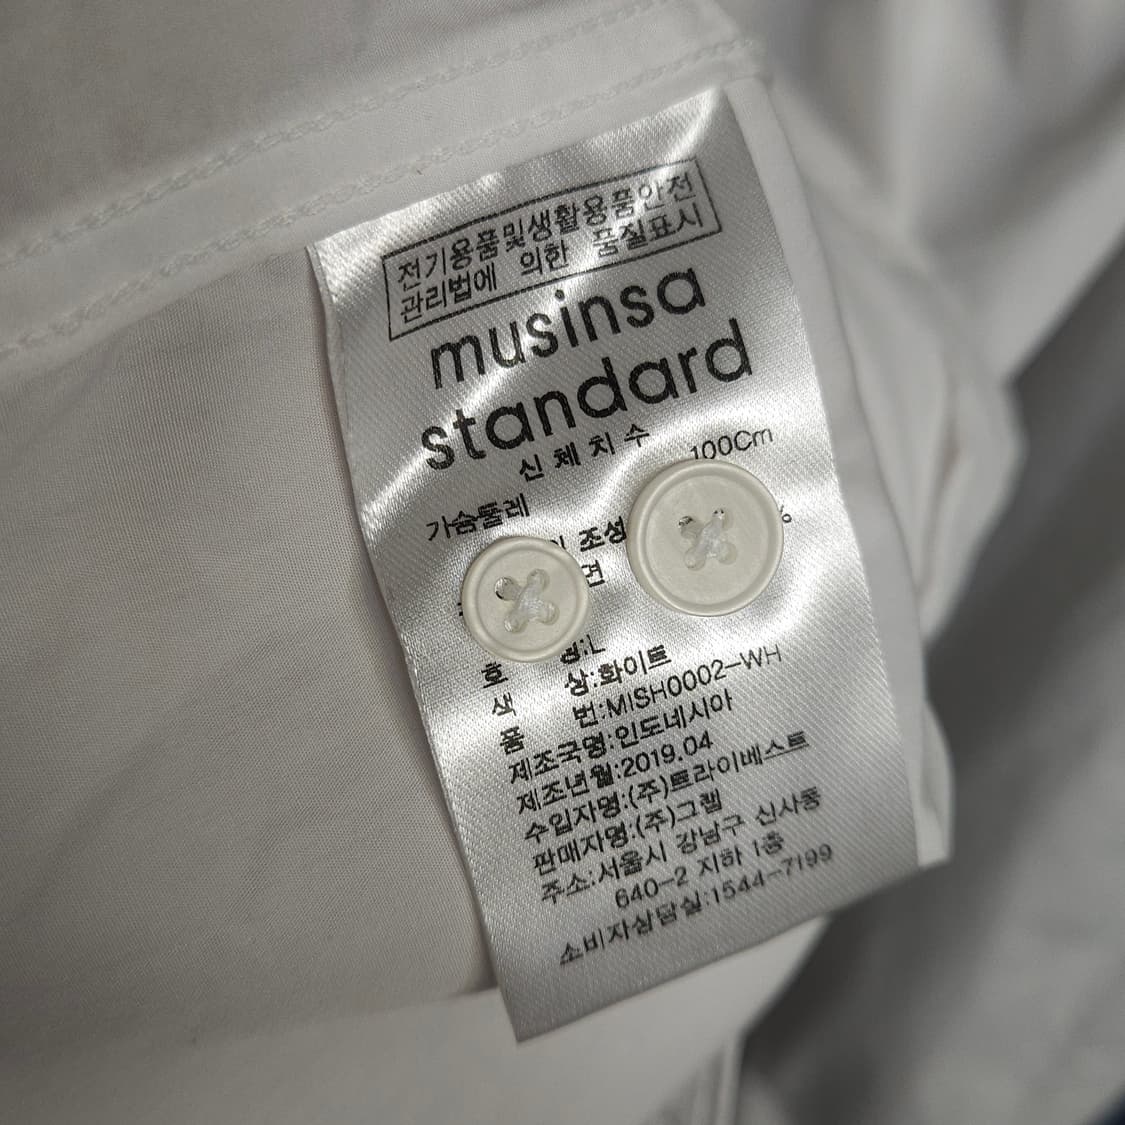 전기용품및생활용품안전
관리법에 의한 품질표시
musinsa
standard
신체치수
가슴둘레 100Cm
조성 %
면
호 칭:L
색 상:화이트
품 번:MISH0002-WH
제조국명:인도네시아
제조년월:2019.04
수입자명:(주)트라이베스트
판매자명:(주)그랩
주소:서울시 강남구 신사동
640-2 지하 1층
소비자상담실:1544-7199